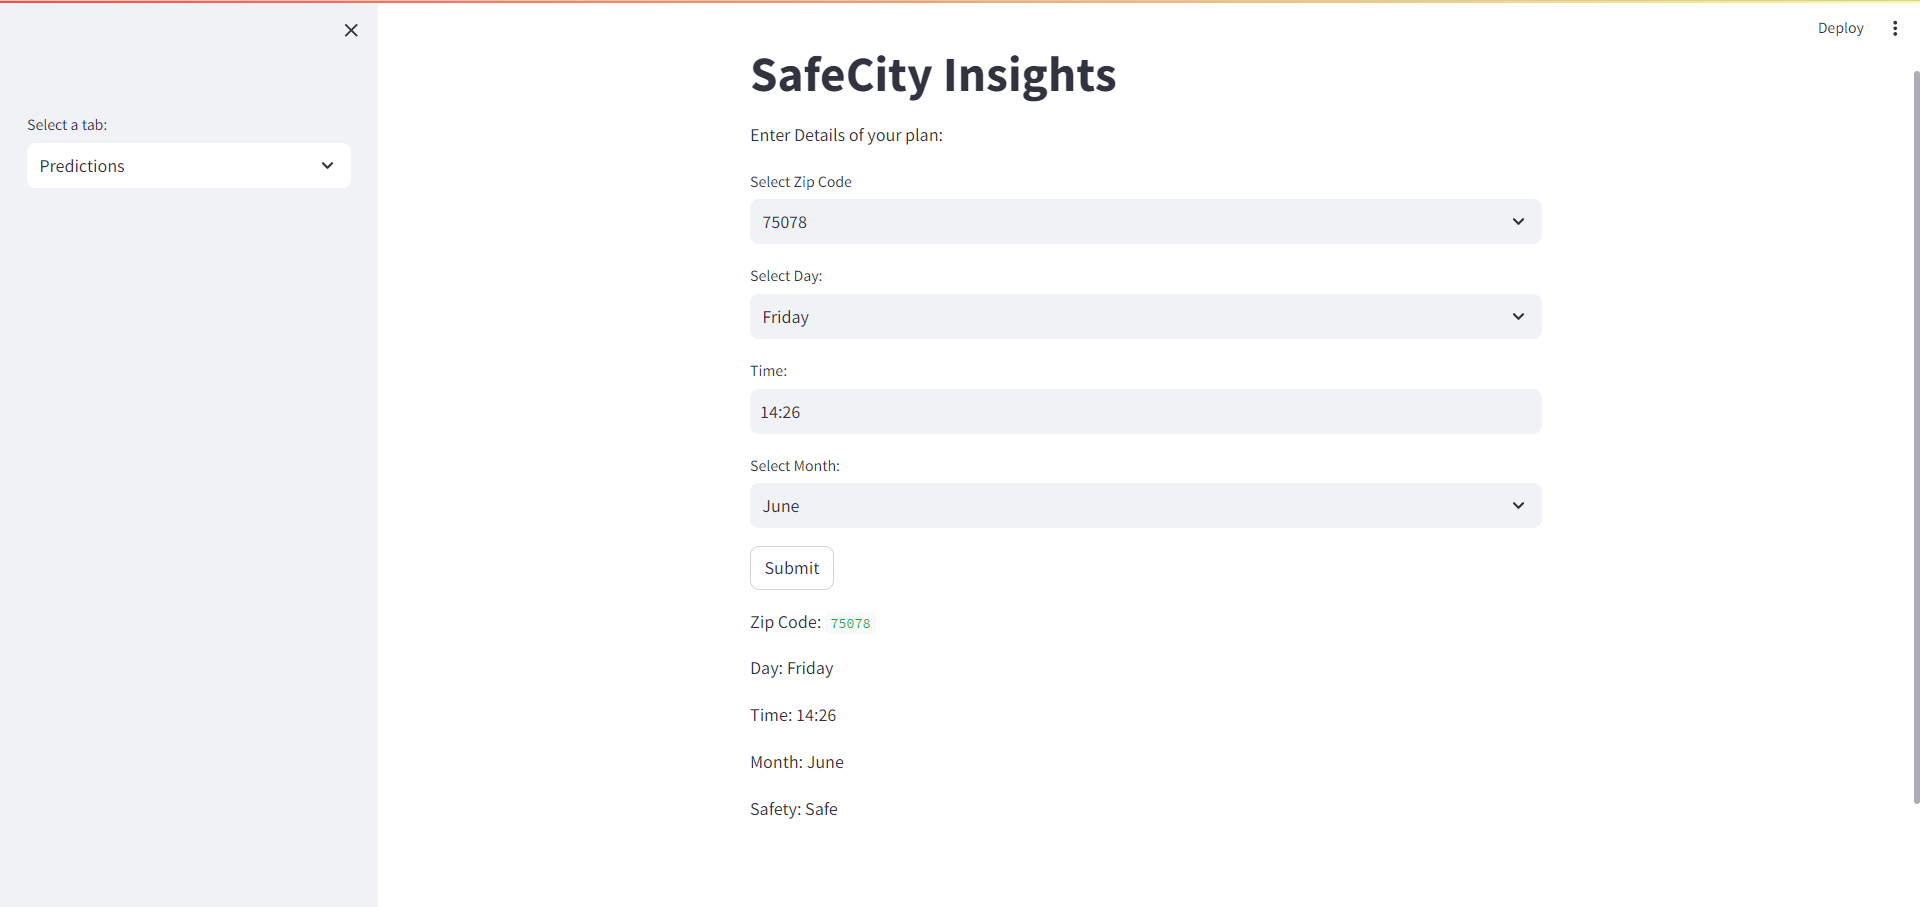 Deploy
Select a tab:
Predictions
SafeCity Insights
Enter Details of your plan:
Select Zip Code
75078
Select Day:
Friday
Time:
14:26
Select Month:
June
Submit
Zip Code: 75078
Day: Friday
Time: 14:26
Month: June
Safety: Safe